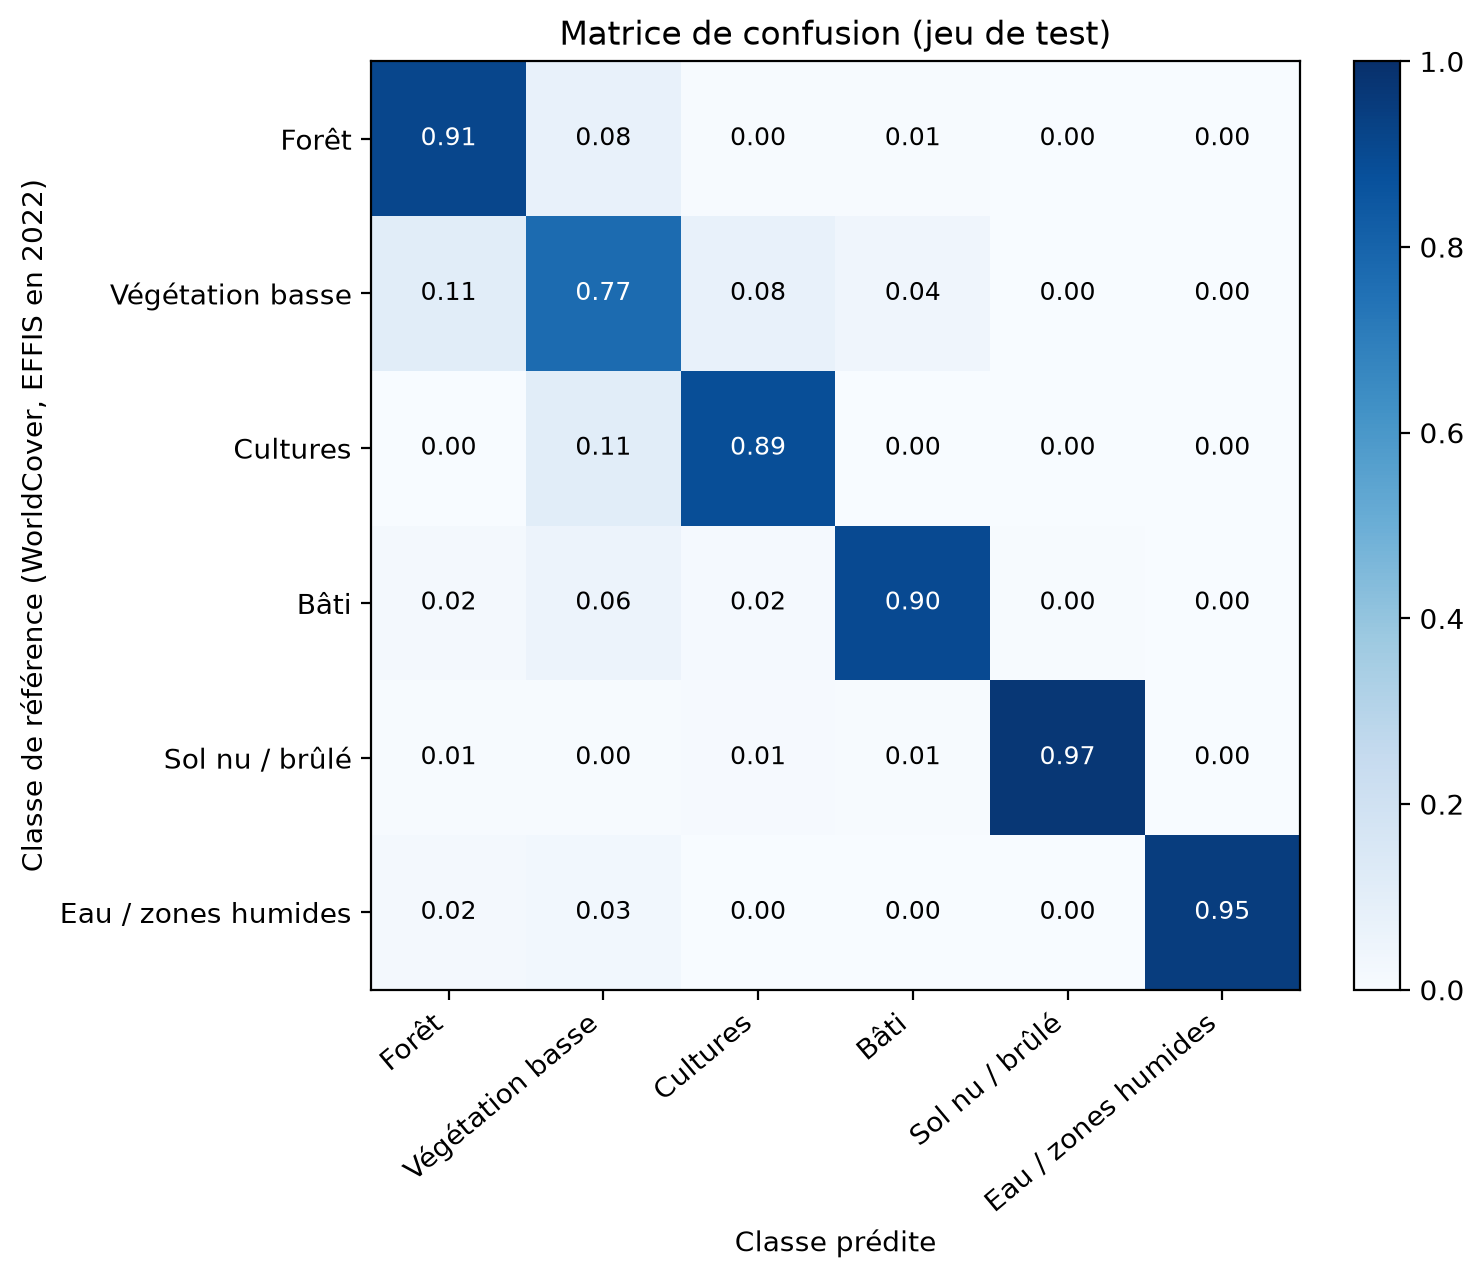 Matrice de confusion (jeu de test)
Classe de référence (WorldCover, EFFIS en 2022)
Forêt 0.91 0.08 0.00 0.01 0.00 0.00
Végétation basse 0.11 0.77 0.08 0.04 0.00 0.00
Cultures 0.00 0.11 0.89 0.00 0.00 0.00
Bâti 0.02 0.06 0.02 0.90 0.00 0.00
Sol nu / brûlé 0.01 0.00 0.01 0.01 0.97 0.00
Eau / zones humides 0.02 0.03 0.00 0.00 0.00 0.95
Forêt
Végétation basse
Cultures
Bâti
Sol nu / brûlé
Eau / zones humides
Classe prédite
1.0
0.8
0.6
0.4
0.2
0.0